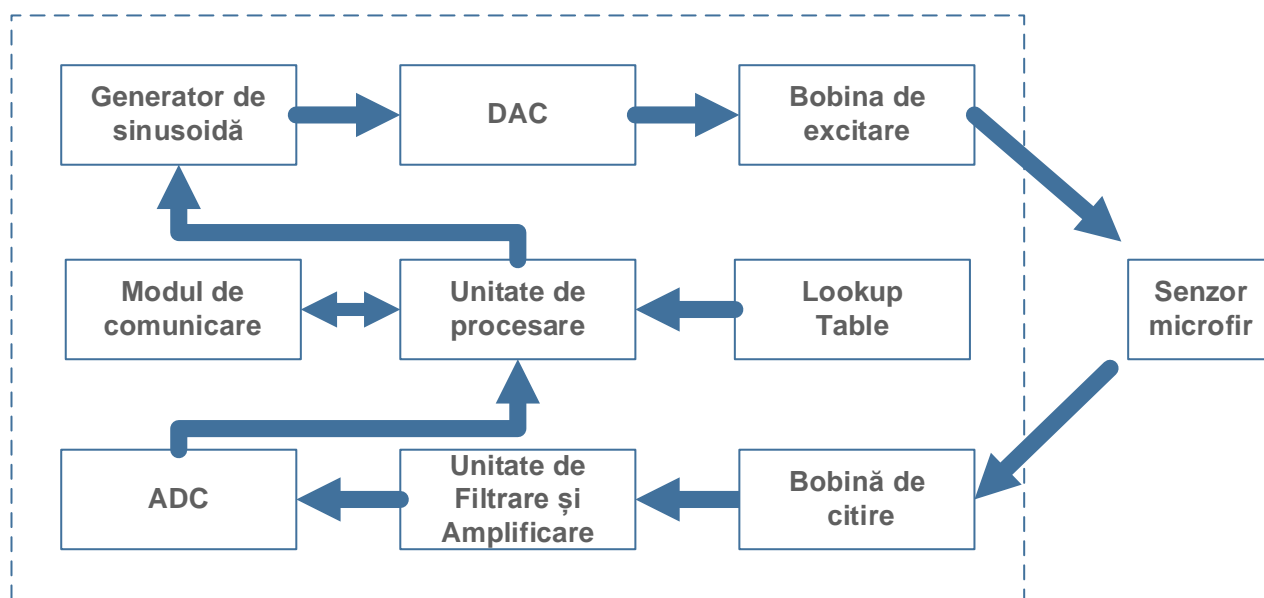 Generator de
sinusoidă
DAC
Bobina de
excitare
Modul de
comunicare
Unitate de
procesare
Lookup
Table
Senzor
microfir
ADC
Unitate de
Filtrare și
Amplificare
Bobină de
citire